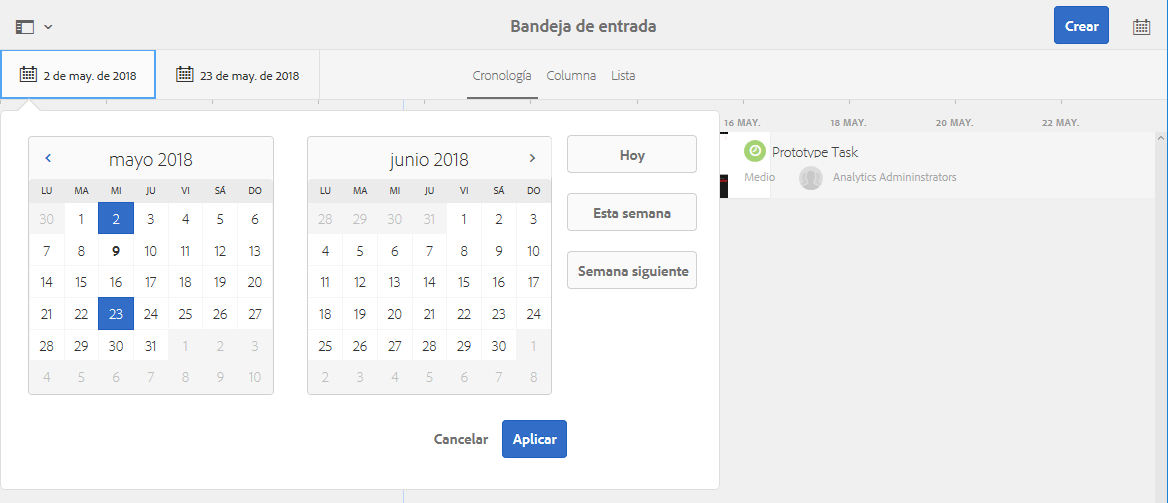 Bandeja de entrada
Crear
2 de may. de 2018
23 de may. de 2018
Cronología
Columna
Lista
mayo 2018
LU MA MI JU VI SÁ DO
30 1 2 3 4 5 6
7 8 9 10 11 12 13
14 15 16 17 18 19 20
21 22 23 24 25 26 27
28 29 30 31 1 2 3
4 5 6 7 8 9 10
junio 2018
LU MA MI JU VI SÁ DO
28 29 30 31 1 2 3
4 5 6 7 8 9 10
11 12 13 14 15 16 17
18 19 20 21 22 23 24
25 26 27 28 29 30 1
2 3 4 5 6 7 8
Hoy
Esta semana
Semana siguiente
Cancelar
Aplicar
16 MAY.
18 MAY.
20 MAY.
22 MAY.
Prototype Task
Medio
Analytics Admininstrators